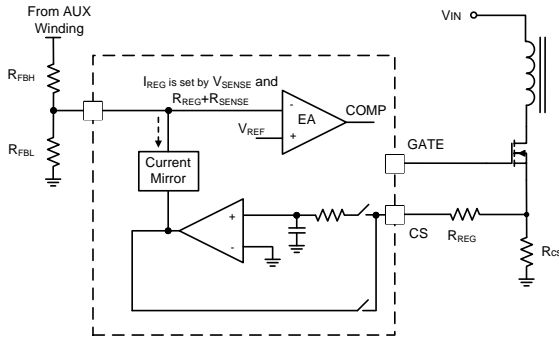 From AUX
Winding
RFBH
RFBL
IREG is set by VSENSE and
RREG+RSENSE
VREF
-
+
EA
COMP
Current
Mirror
+
-
GATE
CS
RREG
RCS
VIN